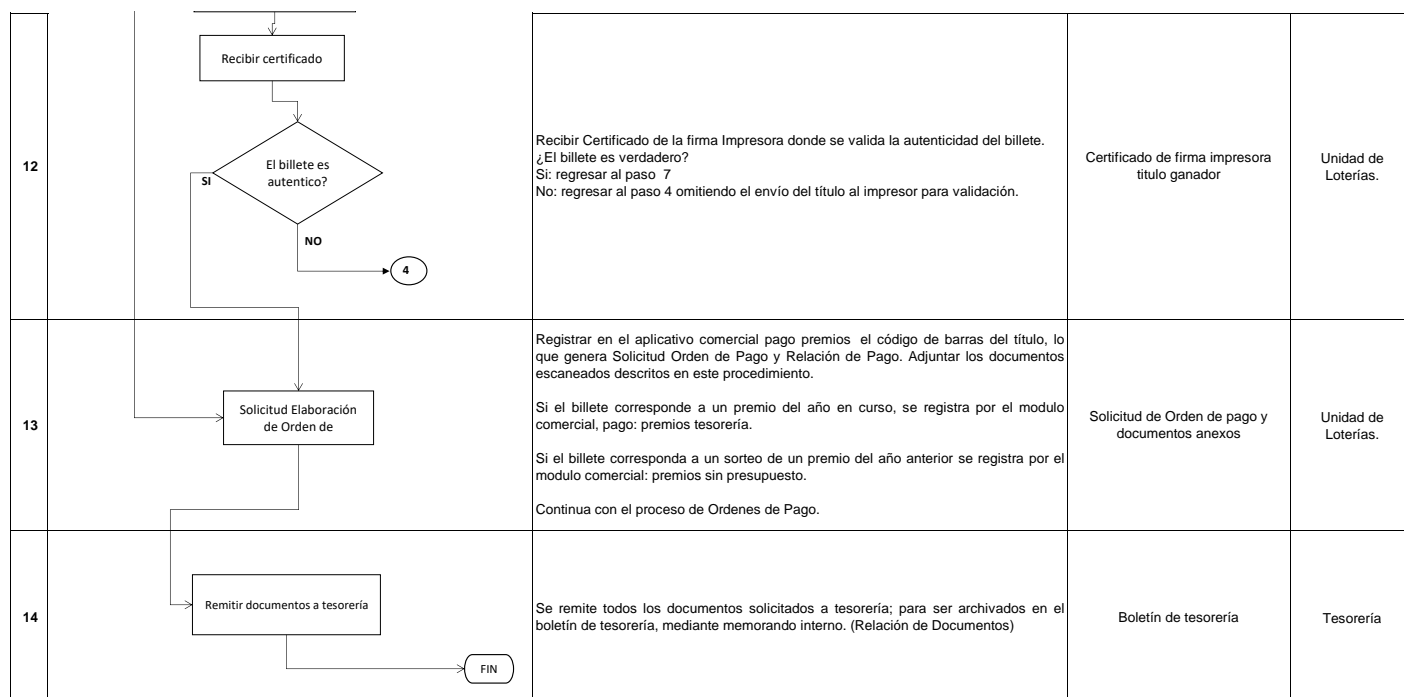 12
Recibir certificado
El billete es
autentico?
SI
NO
4
Recibir Certificado de la firma Impresora donde se valida la autenticidad del billete.
¿El billete es verdadero?
Si: regresar al paso 7
No: regresar al paso 4 omitiendo el envío del título al impresor para validación.
Certificado de firma impresora
titulo ganador
Unidad de
Loterías.
13
Solicitud Elaboración
de Orden de
Registrar en el aplicativo comercial pago premios el código de barras del título, lo
que genera Solicitud Orden de Pago y Relación de Pago. Adjuntar los documentos
escaneados descritos en este procedimiento.
Si el billete corresponde a un premio del año en curso, se registra por el modulo
comercial, pago: premios tesorería.
Si el billete corresponda a un sorteo de un premio del año anterior se registra por el
modulo comercial: premios sin presupuesto.
Continua con el proceso de Ordenes de Pago.
Solicitud de Orden de pago y
documentos anexos
Unidad de
Loterías.
14
Remitir documentos a tesorería
FIN
Se remite todos los documentos solicitados a tesorería; para ser archivados en el
boletín de tesorería, mediante memorando interno. (Relación de Documentos)
Boletín de tesorería
Tesorería